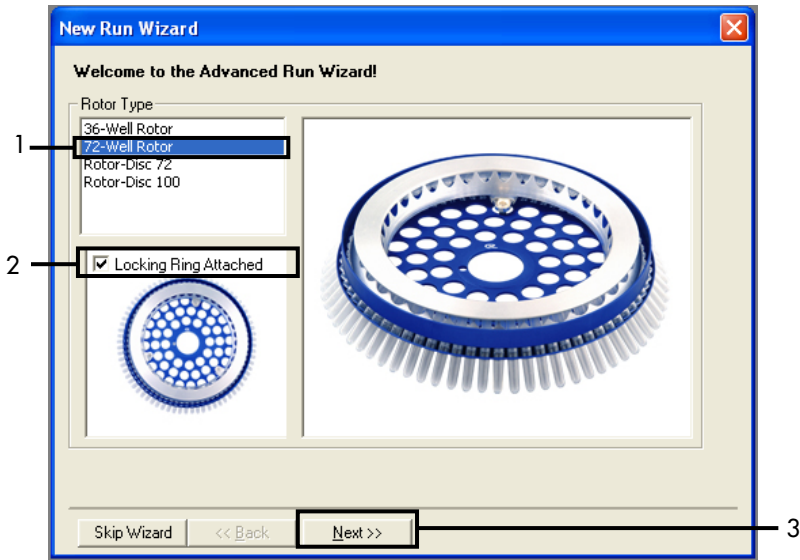 New Run Wizard
Welcome to the Advanced Run Wizard!
Rotor Type
36-Well Rotor
1
72-Well Rotor
Rotor-Disc 72
Rotor-Disc 100
2
Locking Ring Attached
Skip Wizard
<< Back
Next >>
3